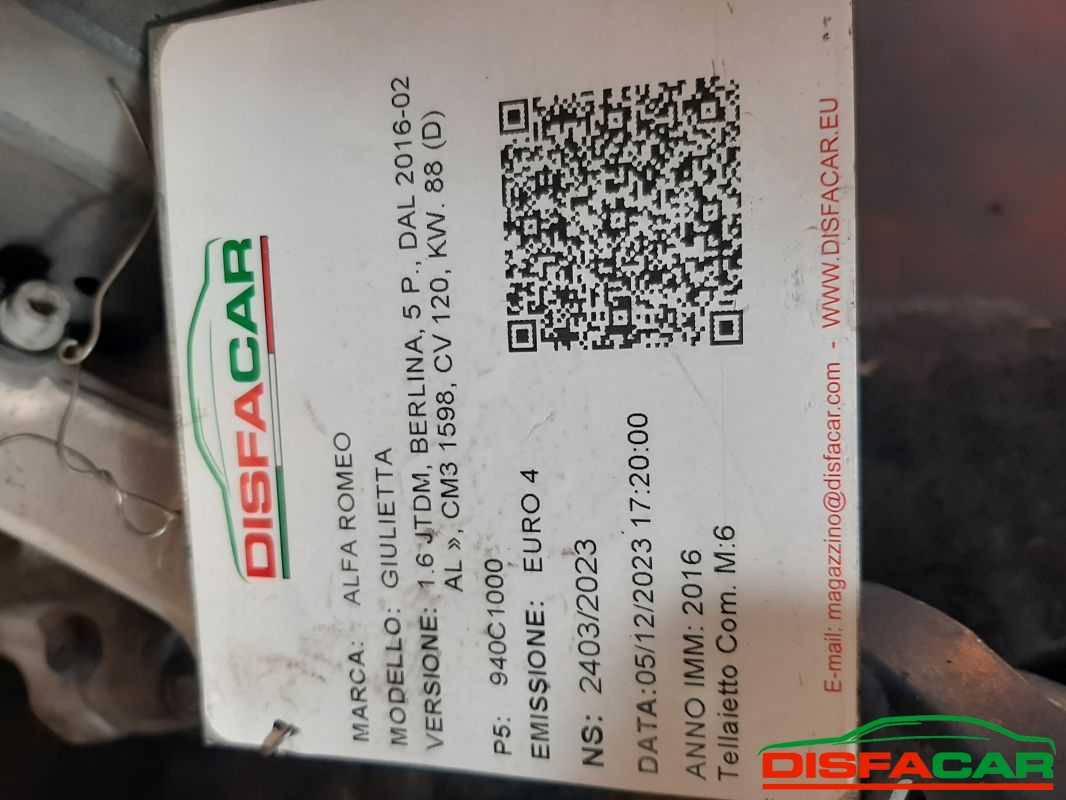 DISFACAR
MARCA: ALFA ROMEO
MODELLO: GIULIETTA
VERSIONE: 1.6 JTDM, BERLINA, 5 P., DAL 2016-02
AL », CM3 1598, CV 120, KW. 88 (D)
P5: 940C1000
EMISSIONE: EURO 4
NS: 2403/2023
DATA:05/12/2023 17:20:00
ANNO IMM: 2016
Tellaietto Com. M:6
E-mail: magazzino@disfacar.com - WWW.DISFACAR.EU
DISFACAR